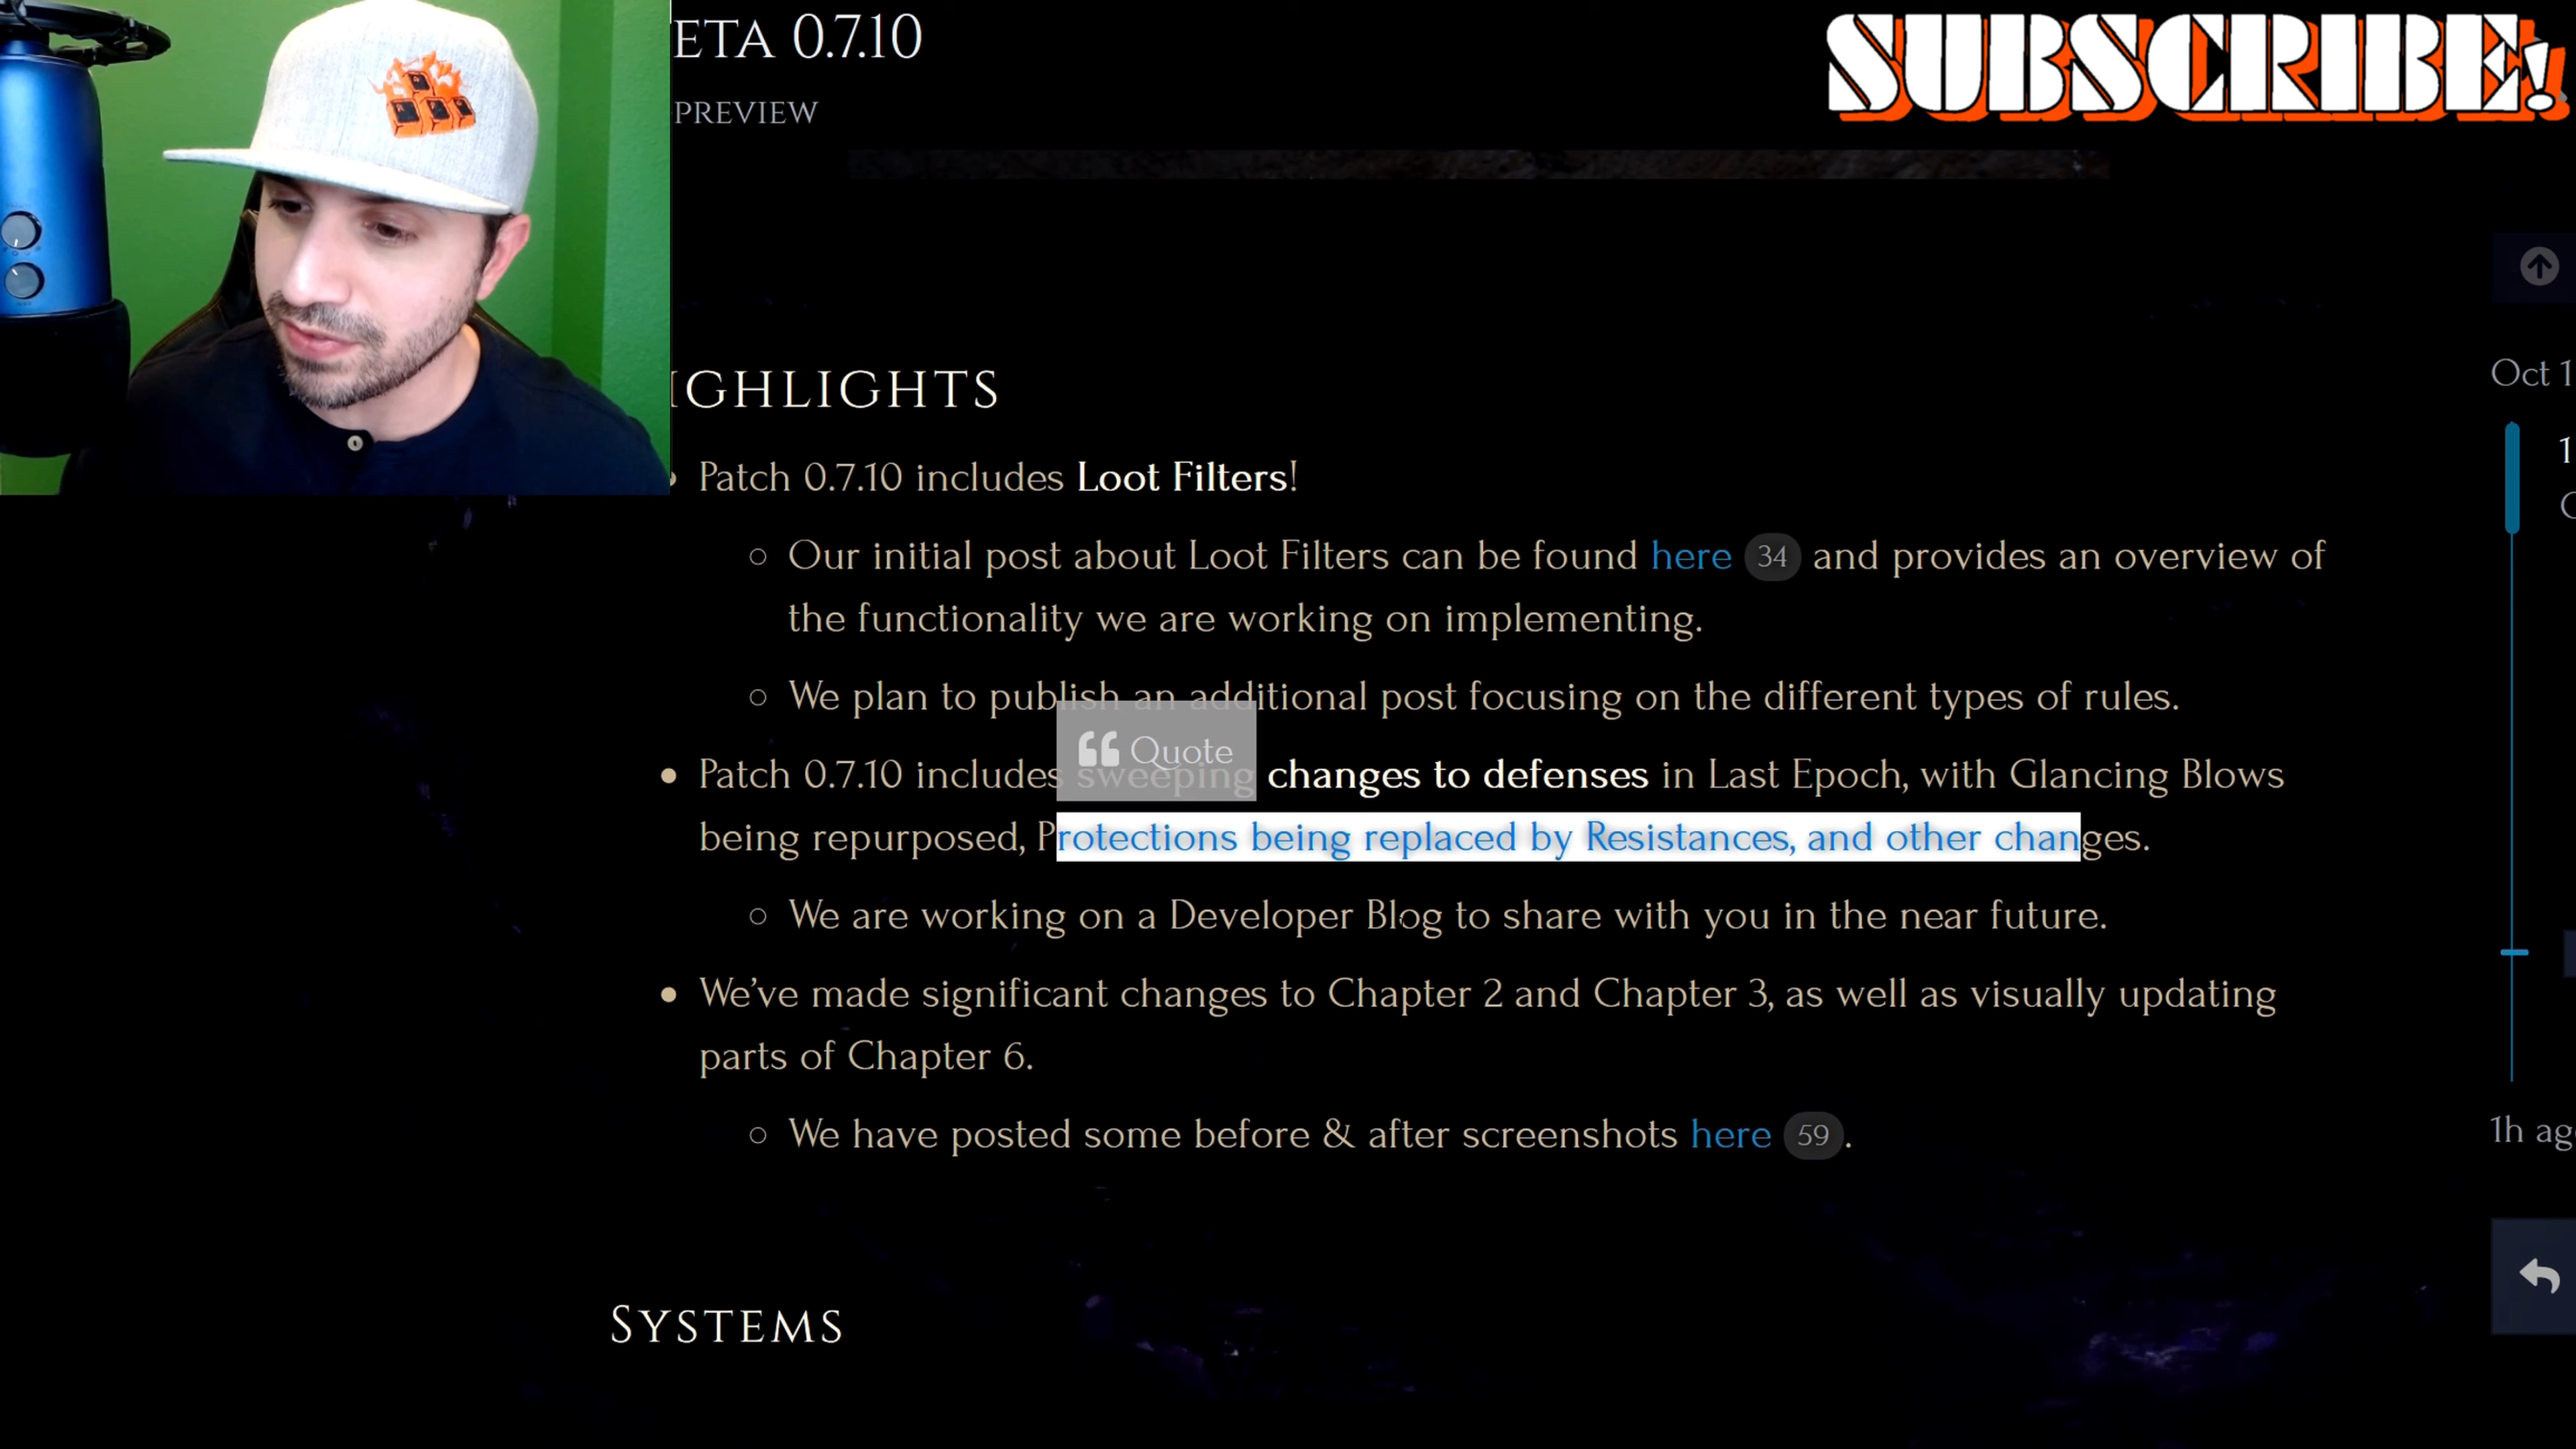 ETA 0.7.10
PREVIEW
SUBSCRIBE!
IGHLIGHTS
Oct 1
Patch 0.7.10 includes Loot Filters!
1
Our initial post about Loot Filters can be found here 34 and provides an overview of
the functionality we are working on implementing.
We plan to publish an additional post focusing on the different types of rules.
Quote
Patch 0.7.10 includes sweeping changes to defenses in Last Epoch, with Glancing Blows
being repurposed, Protections being replaced by Resistances, and other changes.
We are working on a Developer Blog to share with you in the near future.
We've made significant changes to Chapter 2 and Chapter 3, as well as visually updating
parts of Chapter 6.
We have posted some before & after screenshots here 59.
1h ag
Systems